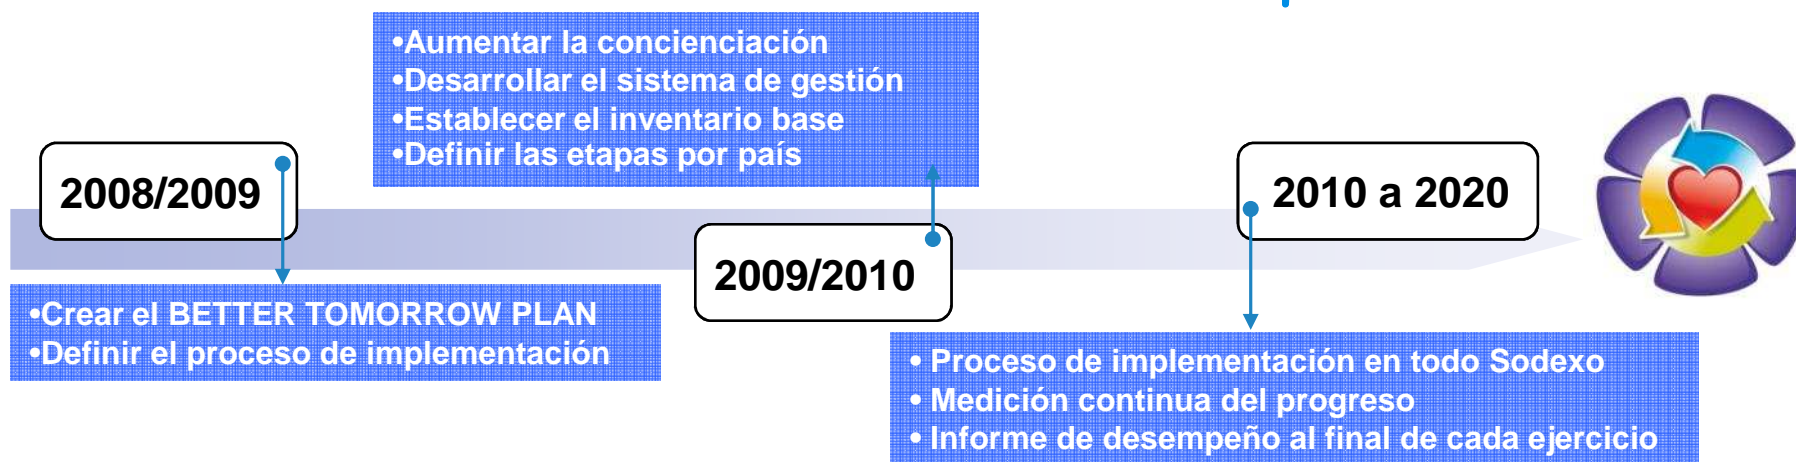 •Aumentar la concienciación
•Desarrollar el sistema de gestión
•Establecer el inventario base
•Definir las etapas por país
2008/2009
2009/2010
2010 a 2020
•Crear el BETTER TOMORROW PLAN
•Definir el proceso de implementación
• Proceso de implementación en todo Sodexo
• Medición continua del progreso
• Informe de desempeño al final de cada ejercicio